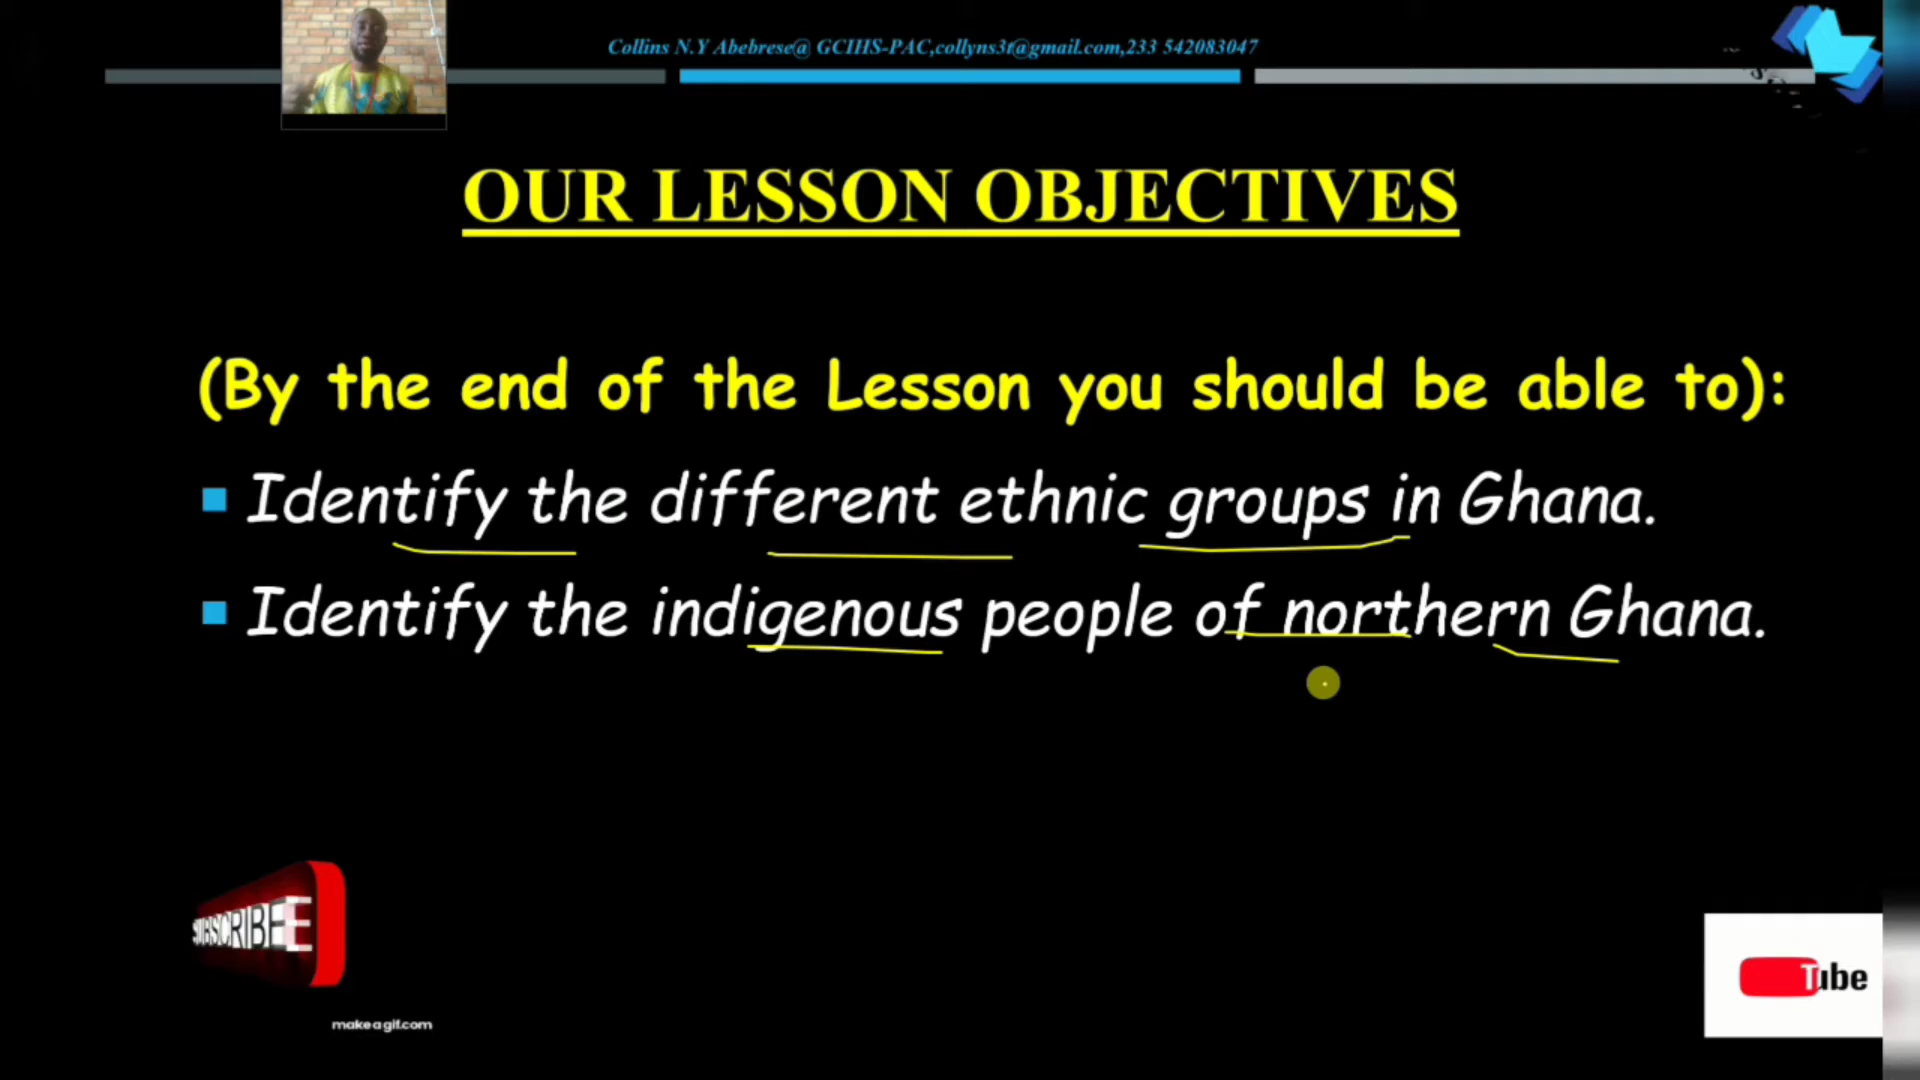 Collins N.Y Abebrese@ GCIHS-PAC,collyns3t@gmail.com,233 542083047
OUR LESSON OBJECTIVES
(By the end of the Lesson you should be able to):
Identify the different ethnic groups in Ghana.
Identify the indigenous people of northern Ghana.
SUBSCRIBE
makeagif.com
Tube